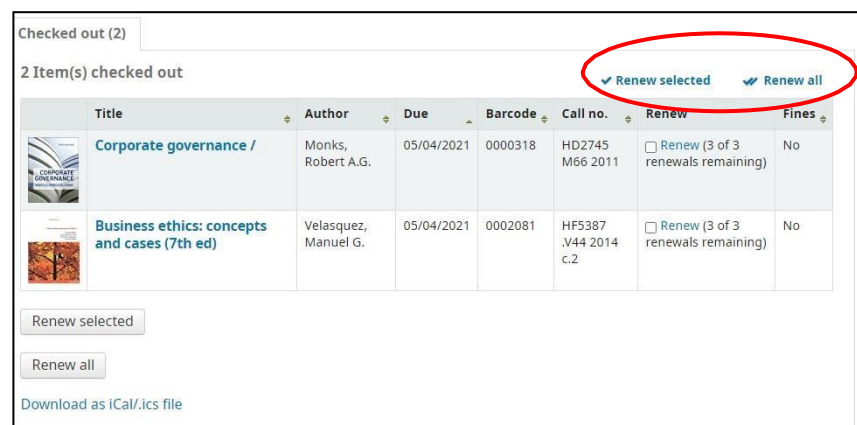 Checked out (2)
2 Item(s) checked out
Renew selected Renew all
Title Author Due Barcode Call no. Renew Fines
CORPORATE
GOVERNANCE
Corporate governance / Monks, 05/04/2021 0000318 HD2745 Renew (3 of 3 No
Robert A.G. M66 2011 renewals remaining)
Business ethics: concepts Velasquez, 05/04/2021 0002081 HF5387 Renew (3 of 3 No
and cases (7th ed) Manuel G. .V44 2014 renewals remaining)
c.2
Renew selected
Renew all
Download as iCal/.ics file